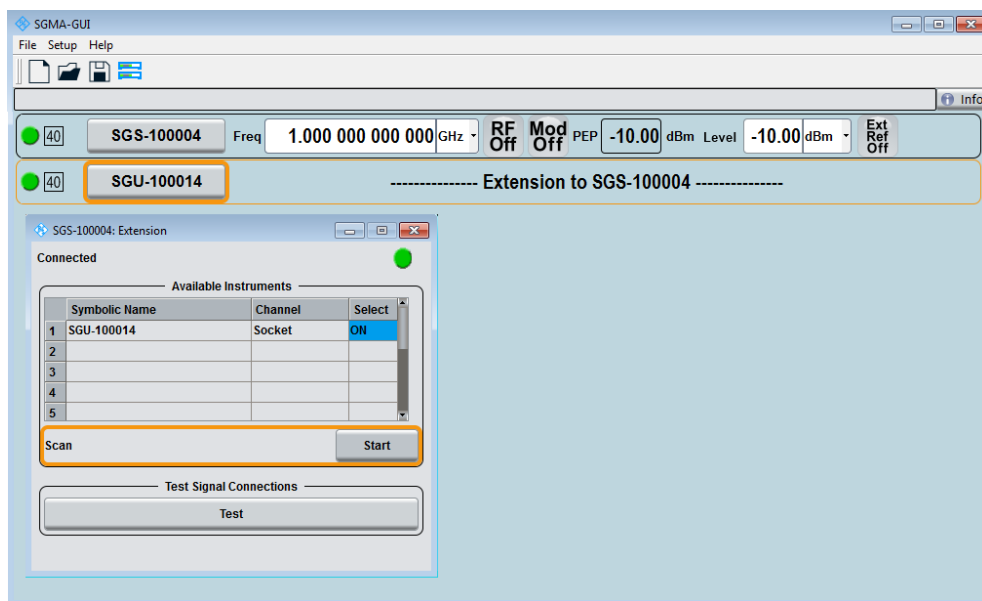 SGMA-GUI
File Setup Help
Info
40 SGS-100004 Freq 1.000 000 000 000 GHz RF Off Mod Off PEP -10.00 dBm Level -10.00 dBm Ext Ref Off
40 SGU-100014 --------------- Extension to SGS-100004 ---------------
SGS-100004: Extension
Connected
Available Instruments
Symbolic Name Channel Select
1 SGU-100014 Socket ON
2
3
4
5
Scan Start
Test Signal Connections
Test